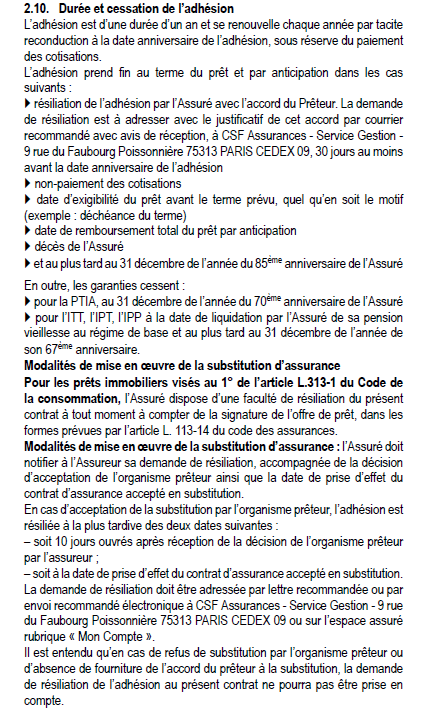 2.10. Durée et cessation de l'adhésion
L'adhésion est d'une durée d'un an et se renouvelle chaque année par tacite
reconduction à la date anniversaire de l'adhésion, sous réserve du paiement
des cotisations.
L'adhésion prend fin au terme du prêt et par anticipation dans les cas
suivants :
résiliation de l'adhésion par l'Assuré avec l'accord du Prêteur. La demande
de résiliation est à adresser avec le justificatif de cet accord par courrier
recommandé avec avis de réception, à CSF Assurances - Service Gestion -
9 rue du Faubourg Poissonnière 75313 PARIS CEDEX 09, 30 jours au moins
avant la date anniversaire de l'adhésion
non-paiement des cotisations
date d'exigibilité du prêt avant le terme prévu, quel qu'en soit le motif
(exemple : déchéance du terme)
date de remboursement total du prêt par anticipation
décès de l'Assuré
et au plus tard au 31 décembre de l'année du 85ème anniversaire de l'Assuré
En outre, les garanties cessent :
pour la PTIA, au 31 décembre de l'année du 70ème anniversaire de l'Assuré
pour l'ITT, l'IPT, l'IPP à la date de liquidation par l'Assuré de sa pension
vieillesse au régime de base et au plus tard au 31 décembre de l'année de
son 67ème anniversaire.
Modalités de mise en œuvre de la substitution d'assurance
Pour les prêts immobiliers visés au 1° de l'article L.313-1 du Code de
la consommation, l'Assuré dispose d'une faculté de résiliation du présent
contrat à tout moment à compter de la signature de l'offre de prêt, dans les
formes prévues par l'article L. 113-14 du code des assurances.
Modalités de mise en œuvre de la substitution d'assurance : l'Assuré doit
notifier à l'Assureur sa demande de résiliation, accompagnée de la décision
d'acceptation de l'organisme prêteur ainsi que la date de prise d'effet du
contrat d'assurance accepté en substitution.
En cas d'acceptation de la substitution par l'organisme prêteur, l'adhésion est
résiliée à la plus tardive des deux dates suivantes :
– soit 10 jours ouvrés après réception de la décision de l'organisme prêteur
par l'assureur ;
– soit à la date de prise d'effet du contrat d'assurance accepté en substitution.
La demande de résiliation doit être adressée par lettre recommandée ou par
envoi recommandé électronique à CSF Assurances - Service Gestion - 9 rue
du Faubourg Poissonnière 75313 PARIS CEDEX 09 ou sur l'espace assuré
rubrique « Mon Compte ».
Il est entendu qu'en cas de refus de substitution par l'organisme prêteur ou
d'absence de fourniture de l'accord du prêteur à la substitution, la demande
de résiliation de l'adhésion au présent contrat ne pourra pas être prise en
compte.